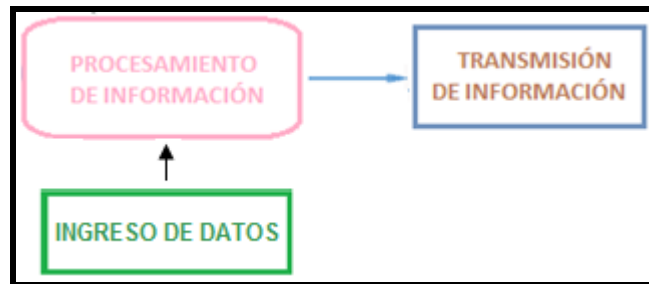 PROCESAMIENTO
DE INFORMACIÓN
TRANSMISIÓN
DE INFORMACIÓN
INGRESO DE DATOS